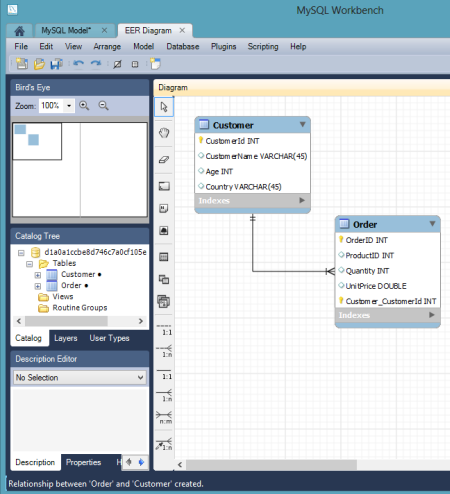 MySQL Workbench
MySQL Model* ×
EER Diagram ×
File Edit View Arrange Model Database Plugins Scripting Help
Bird's Eye
Zoom: 100%
Diagram
Customer
CustomerId INT
CustomerName VARCHAR(45)
Age INT
Country VARCHAR(45)
Indexes
Order
OrderID INT
ProductID INT
Quantity INT
UnitPrice DOUBLE
Customer_CustomerId INT
Indexes
Catalog Tree
d1a0a1ccbe8d746c7a0cf105e
Tables
Customer •
Order •
Views
Routine Groups
Catalog Layers User Types
Description Editor
No Selection
1:1
1:n
1:1
1:n
n:m
1:n
Description Properties H
Relationship between 'Order' and 'Customer' created.